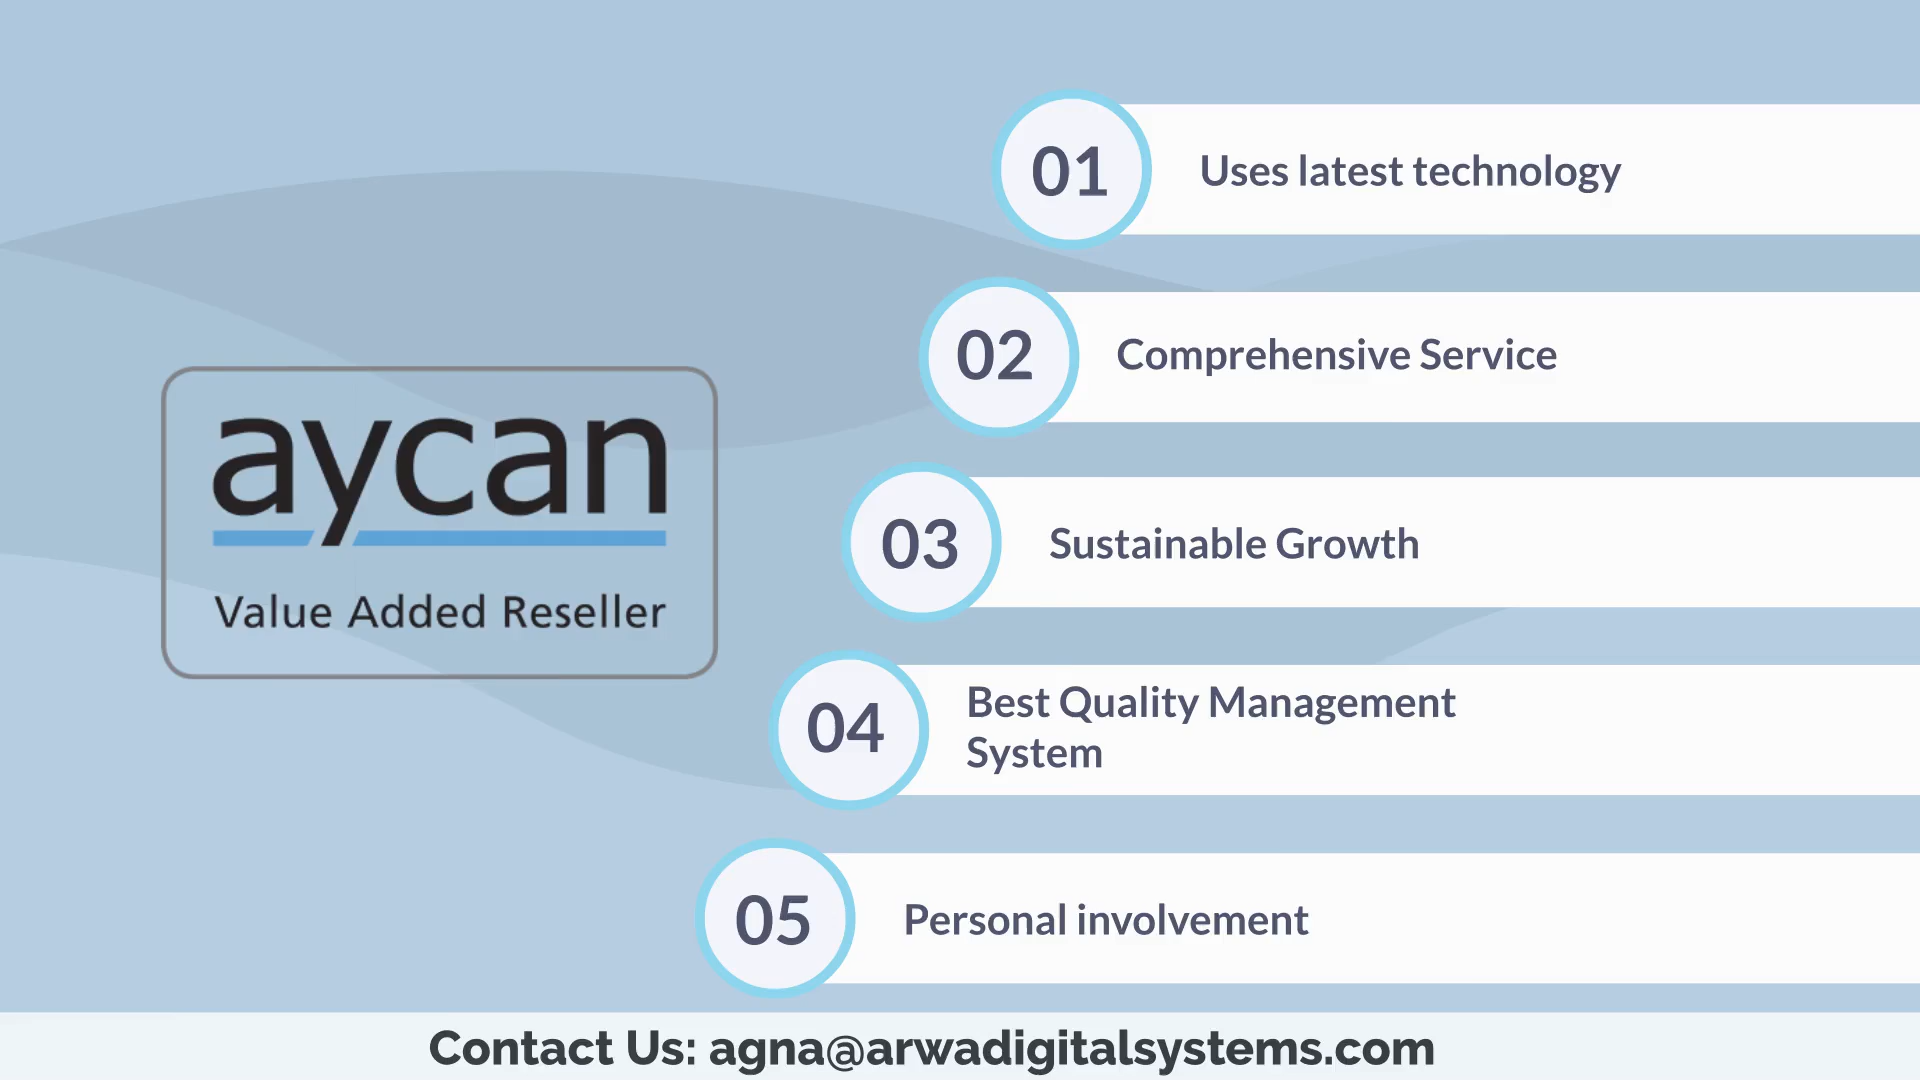 aycan
Value Added Reseller
01
Uses latest technology
02
Comprehensive Service
03
Sustainable Growth
04
Best Quality Management
System
05
Personal involvement
Contact Us: agna@arwadigitalsystems.com